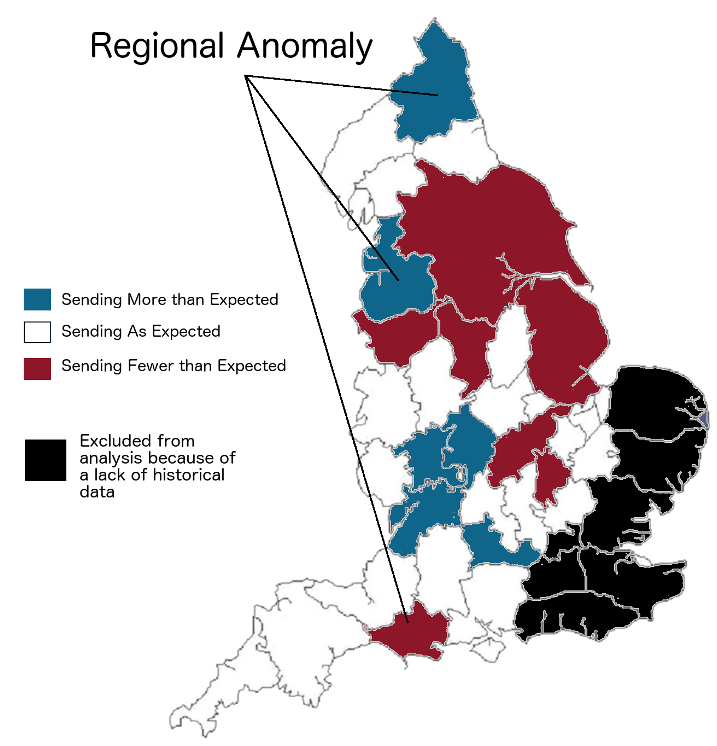 Regional Anomaly
Sending More than Expected
Sending As Expected
Sending Fewer than Expected
Excluded from
analysis because of
a lack of historical
data